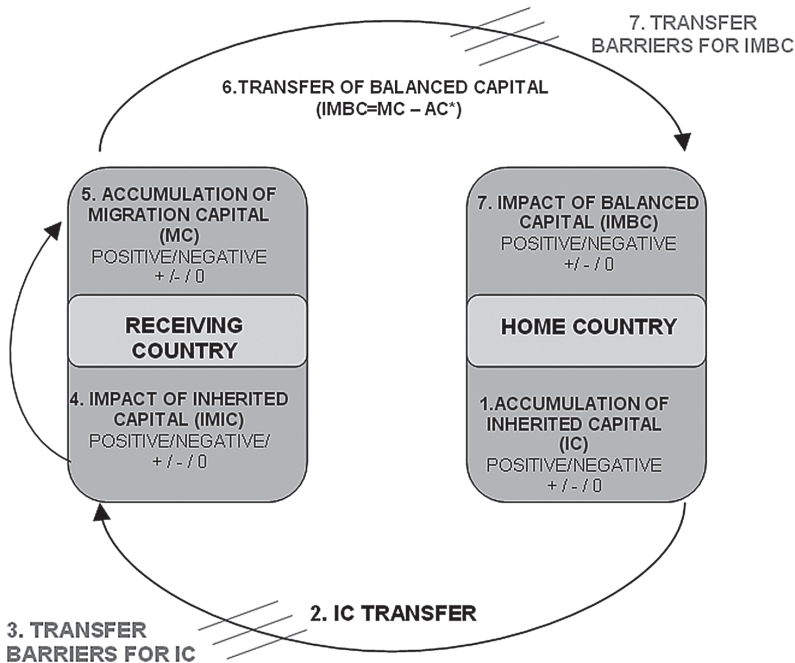 7. TRANSFER
BARRIERS FOR IMBC
6.TRANSFER OF BALANCED CAPITAL
(IMBC=MC – AC*)
5. ACCUMULATION OF
MIGRATION CAPITAL
(MC)
POSITIVE/NEGATIVE
+ / - / 0
RECEIVING
COUNTRY
4. IMPACT OF INHERITED
CAPITAL (IMIC)
POSITIVE/NEGATIVE/
+ / - / 0
7. IMPACT OF BALANCED
CAPITAL (IMBC)
POSITIVE/NEGATIVE
+/ - / 0
HOME COUNTRY
1.ACCUMULATION OF
INHERITED CAPITAL
(IC)
POSITIVE/NEGATIVE
+ / - / 0
2. IC TRANSFER
3. TRANSFER
BARRIERS FOR IC